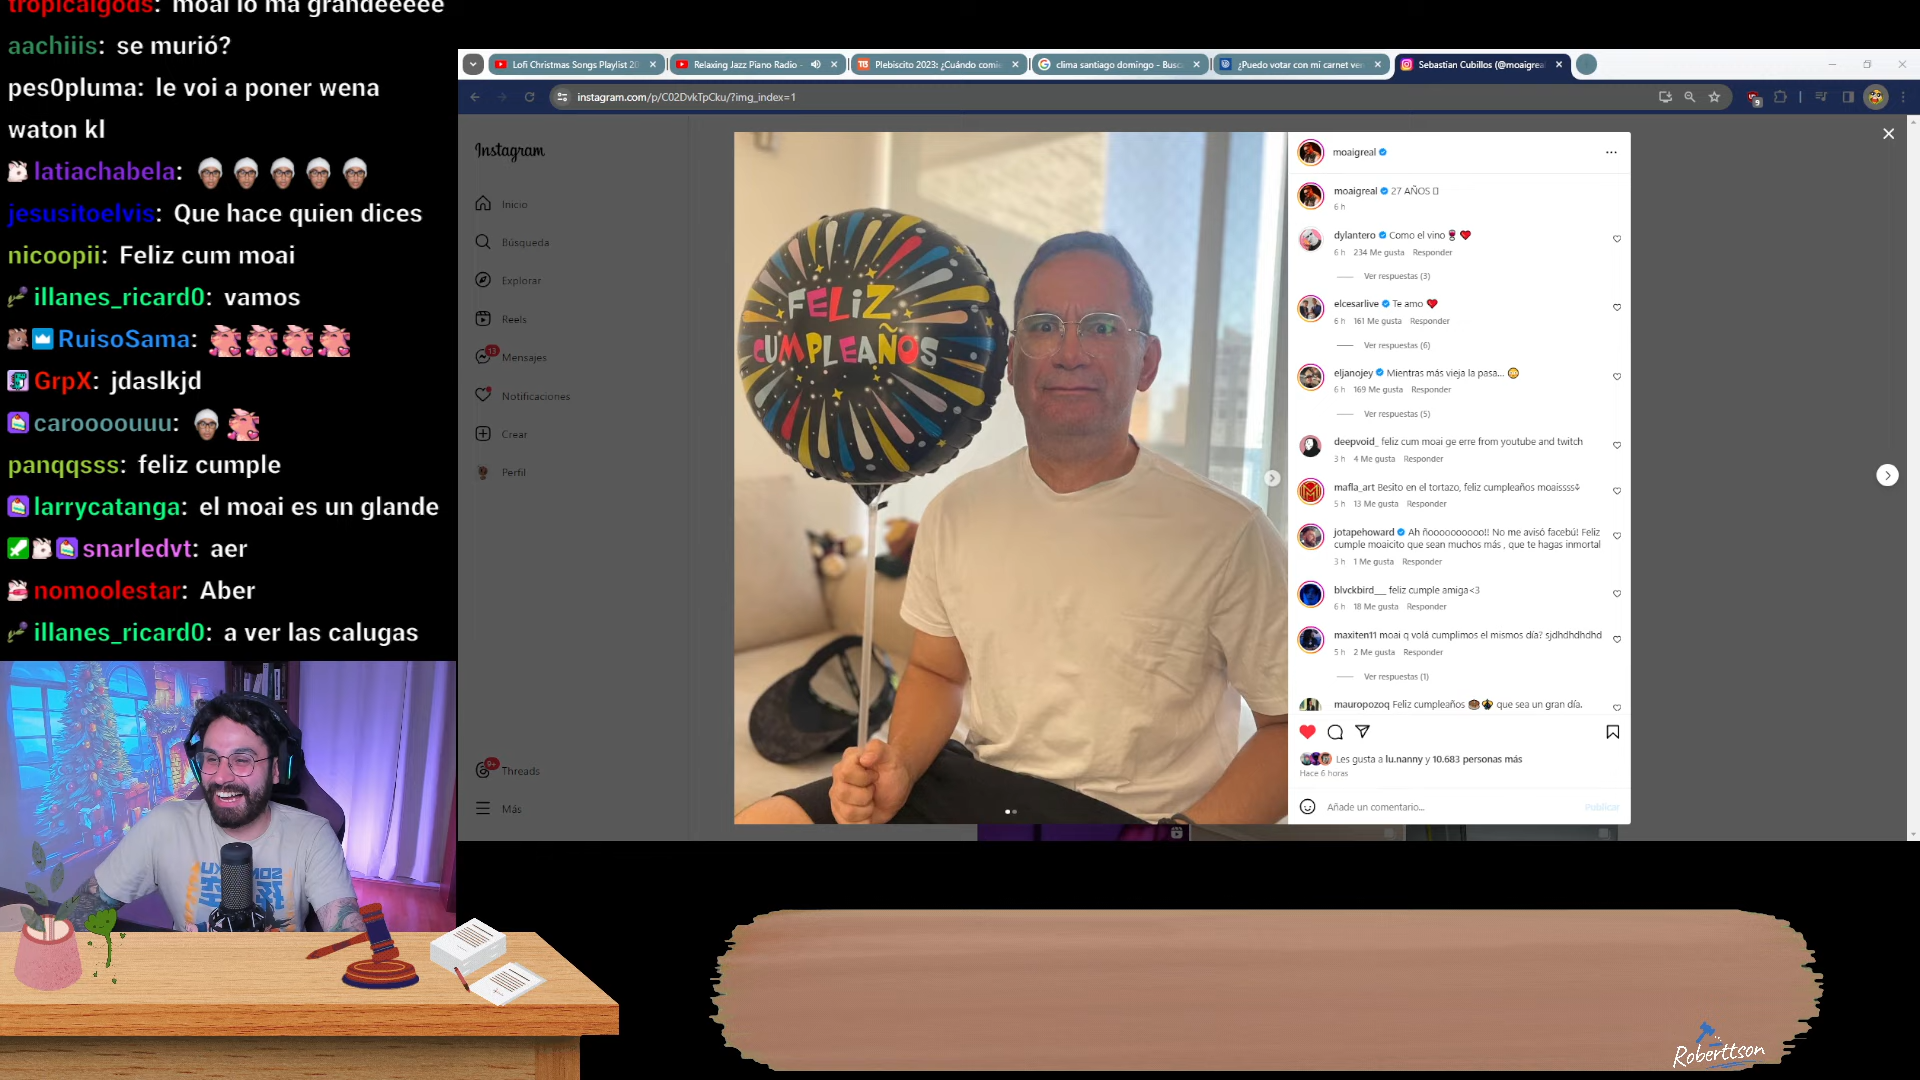 tropicalgods: moai lo ma grandeeeee
aachiiis: se murió?
pes0pluma: le voi a poner wena
waton kl
latiachabela:
jesusitoelvis: Que hace quien dices
nicoopii: Feliz cum moai
illanes_ricard0: vamos
RuisoSama:
GrpX: jdaslkjd
caroooouuu:
panqqsss: feliz cumple
larrycatanga: el moai es un glande
snarledvt: aer
nomoolestar: Aber
illanes_ricard0: a ver las calugas
Lofi Christmas Songs Playlist 20
Relaxing Jazz Piano Radio -
Plebiscito 2023: ¿Cuándo comi
clima santiago domingo - Busc
¿Puedo votar con mi carnet ve
Sebastian Cubillos (@moaigrea
instagram.com/p/C02DvkTpCku/?img_index=1
9
Instagram
Inicio
Búsqueda
Explorar
Reels
13
Mensajes
Notificaciones
Crear
Perfil
9+
Threads
Más
FELIZ
CUMPLEAÑOS
moaigreal
moaigreal 27 AÑOS
6 h
dylantero Como el vino 🍷 ❤️
6 h 234 Me gusta Responder
Ver respuestas (3)
elcesarlive Te amo ❤️
6 h 161 Me gusta Responder
Ver respuestas (6)
eljanojey Mientras más vieja la pasa...
6 h 169 Me gusta Responder
Ver respuestas (5)
deepvoid_ feliz cum moai ge erre from youtube and twitch
3 h 4 Me gusta Responder
mafla_art Besito en el tortazo, feliz cumpleaños moaissss
5 h 13 Me gusta Responder
jotapehoward Ah ñoooooooooo!! No me avisó facebú! Feliz
cumple moaicito que sean muchos más , que te hagas inmortal
3 h 1 Me gusta Responder
blvckbird___ feliz cumple amiga<3
6 h 18 Me gusta Responder
maxiten11 moai q volá cumplimos el mismos día? sjdhdhdhdhd
5 h 2 Me gusta Responder
Ver respuestas (1)
mauropozoq Feliz cumpleaños que sea un gran día.
Les gusta a lu.nanny y 10.683 personas más
Hace 6 horas
Añade un comentario...
Publicar
Roberttson